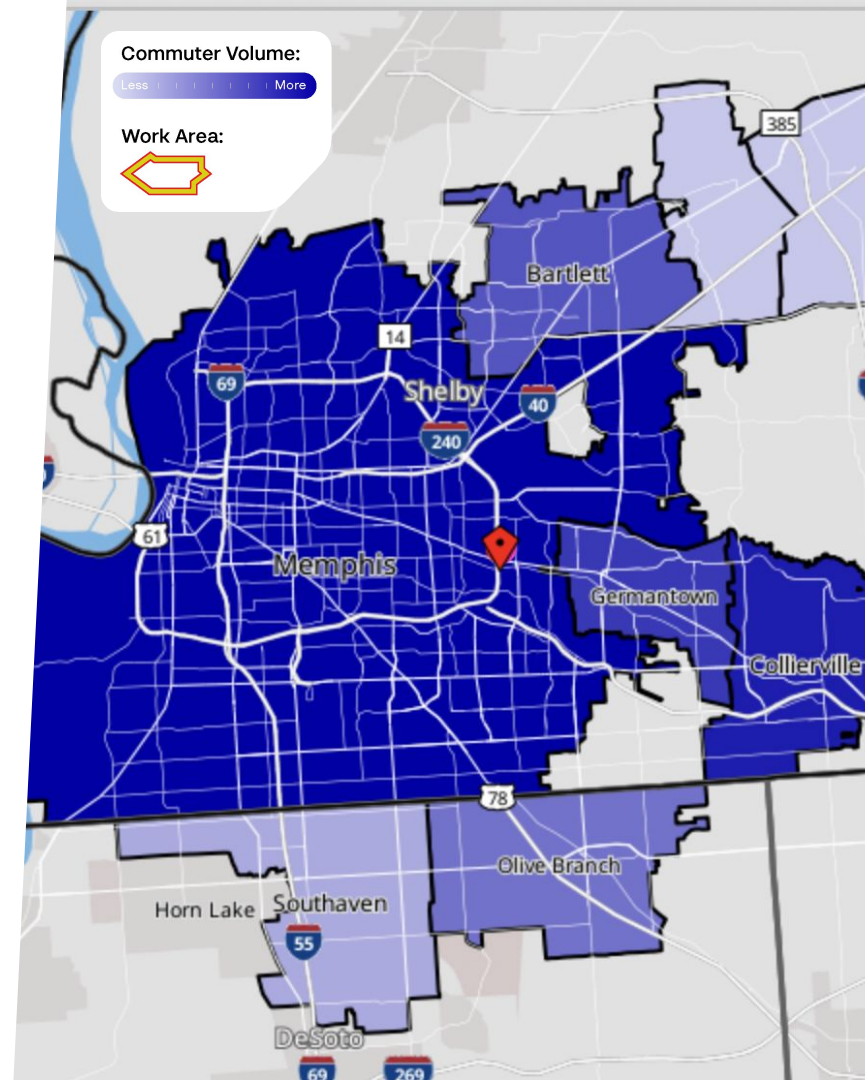 Commuter Volume:
Less
More
Work Area:
385
Bartlett
14
69
Shelby
40
240
61
Memphis
Germantown
Collierville
78
Olive Branch
Horn Lake
Southaven
55
DeSoto
69
269